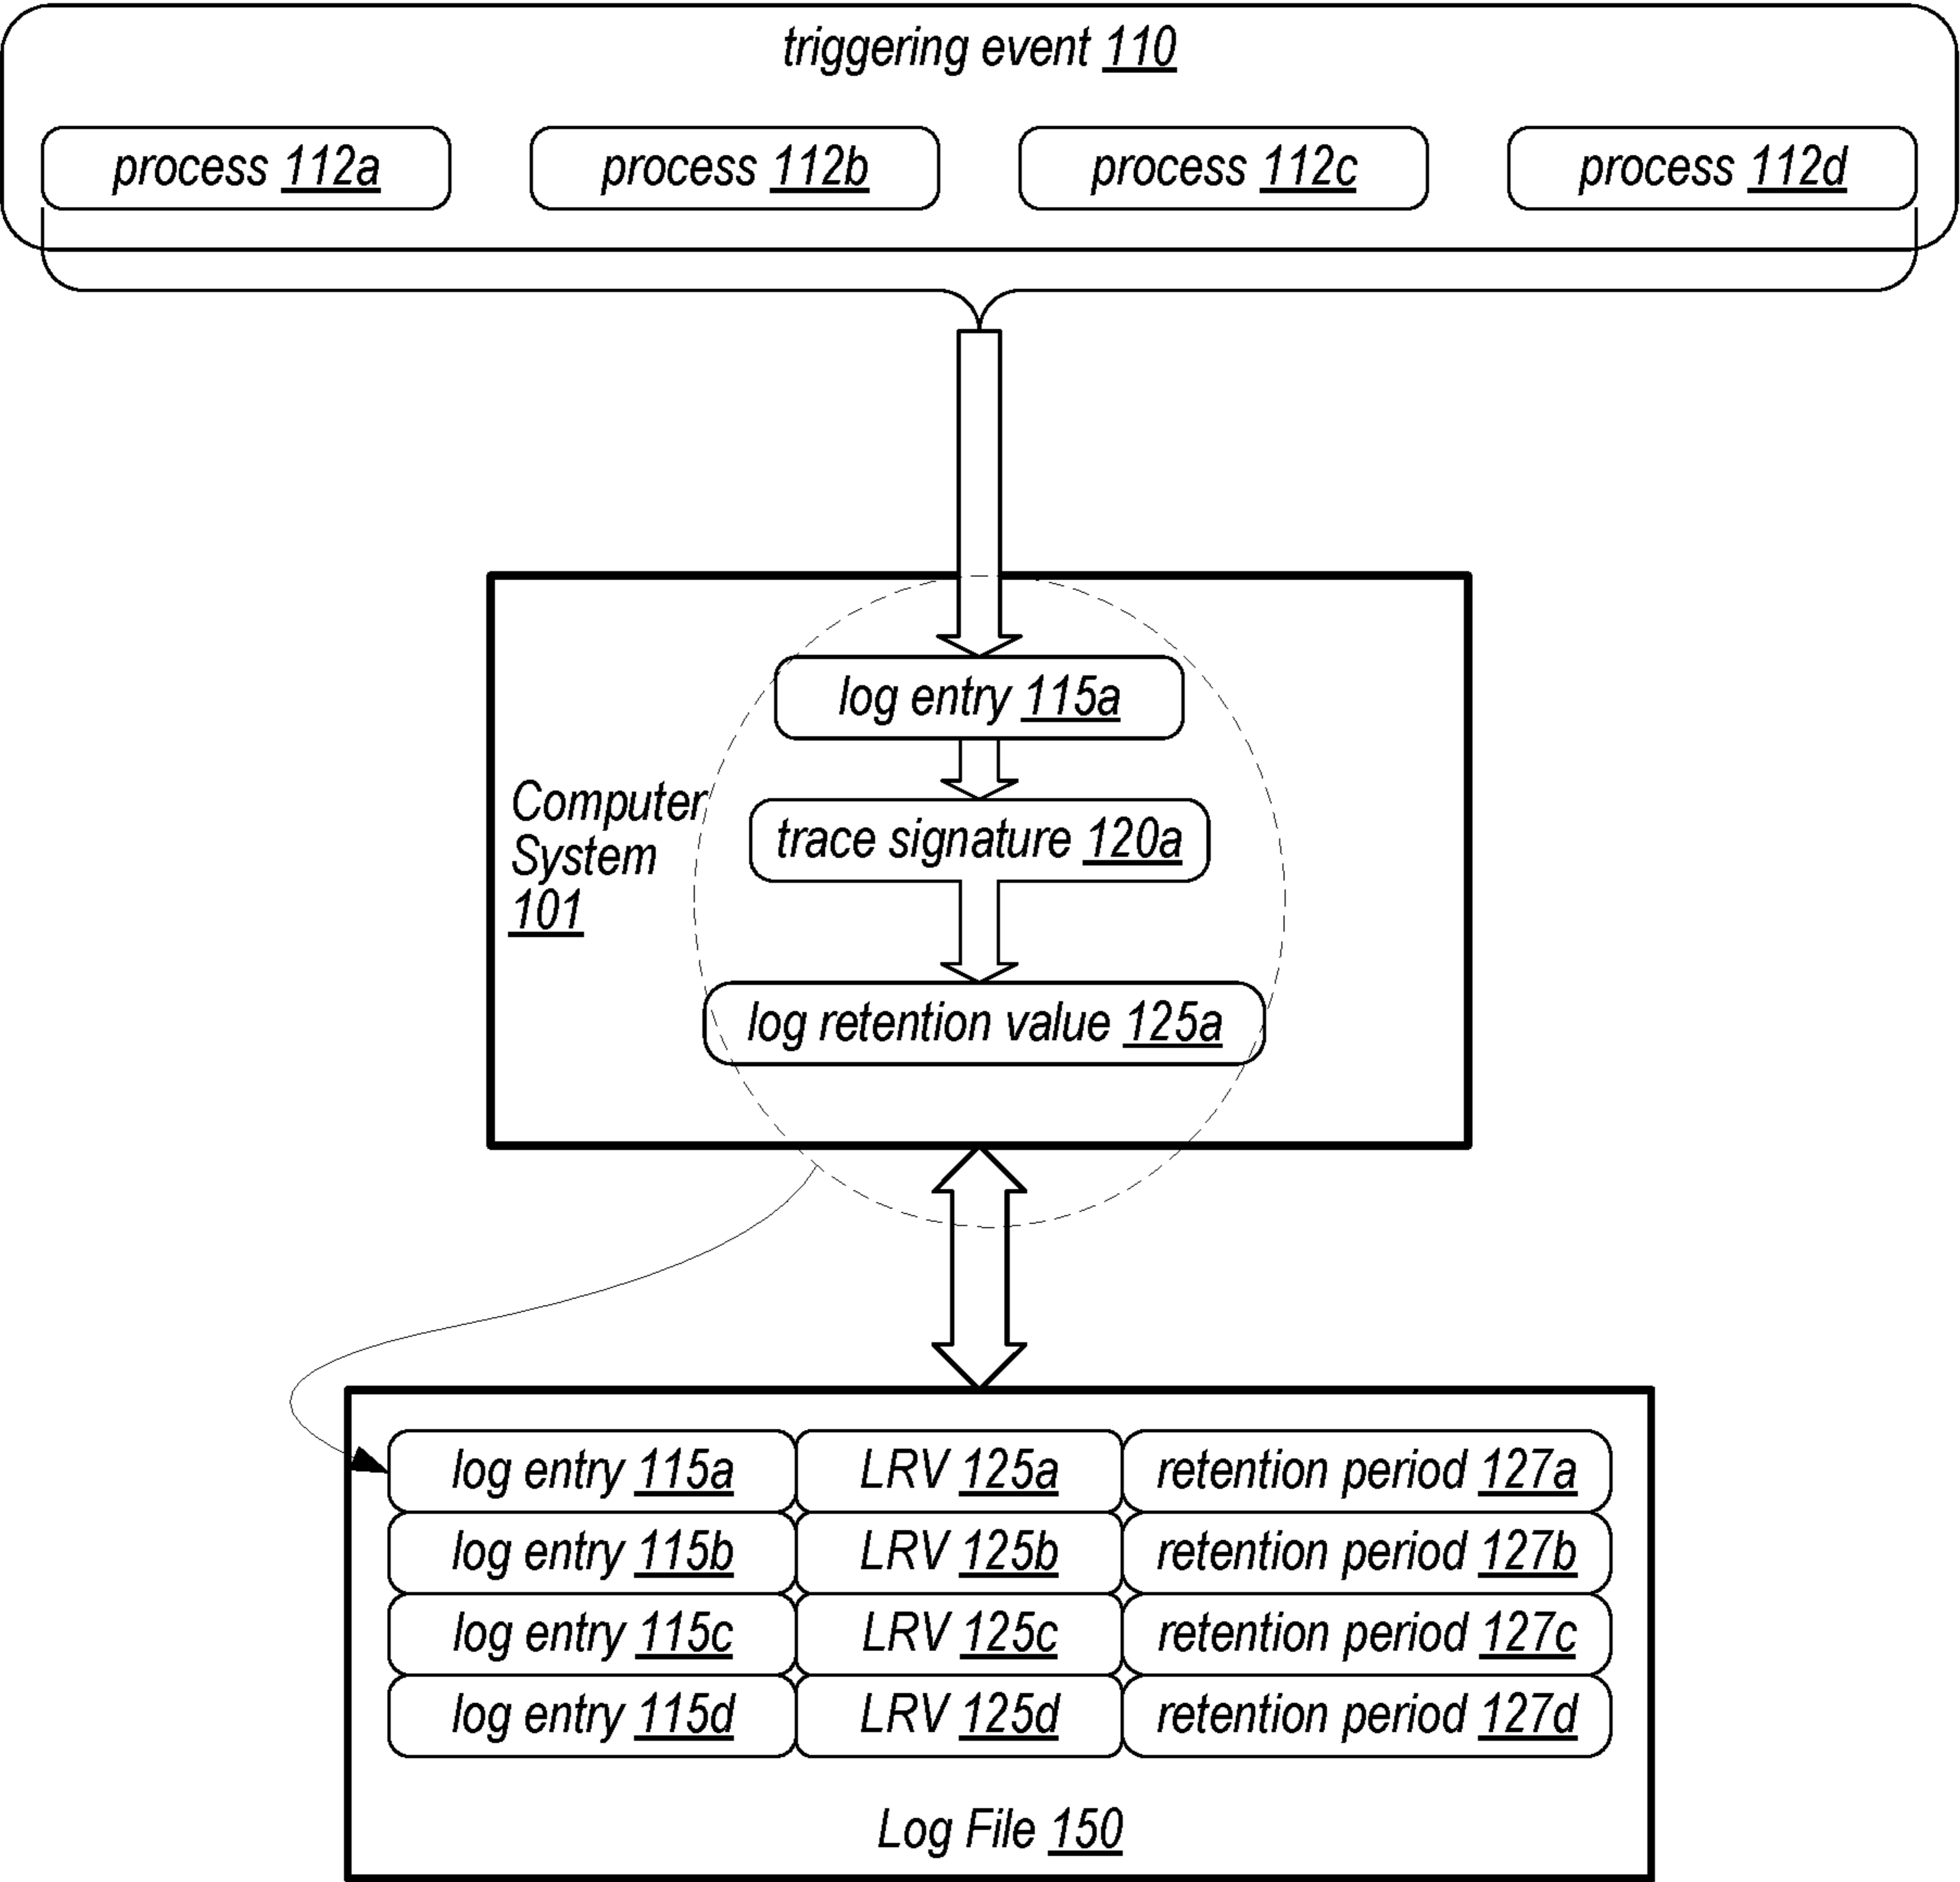 triggering event 110
process 112a
process 112b
process 112c
process 112d
log entry 115a
Computer
System
101
trace signature 120a
log retention value 125a
log entry 115a
LRV 125a
retention period 127a
log entry 115b
LRV 125b
retention period 127b
log entry 115c
LRV 125c
retention period 127c
log entry 115d
LRV 125d
retention period 127d
Log File 150